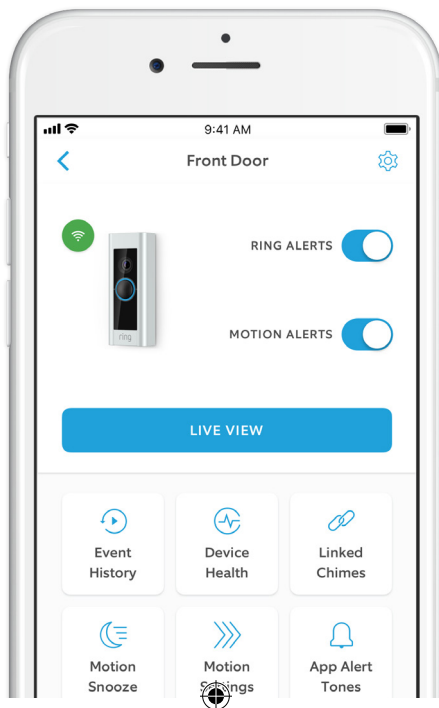 9:41 AM
Front Door
RING ALERTS
ring
MOTION ALERTS
LIVE VIEW
Event
History
Device
Health
Linked
Chimes
Motion
Snooze
Motion
Settings
App Alert
Tones